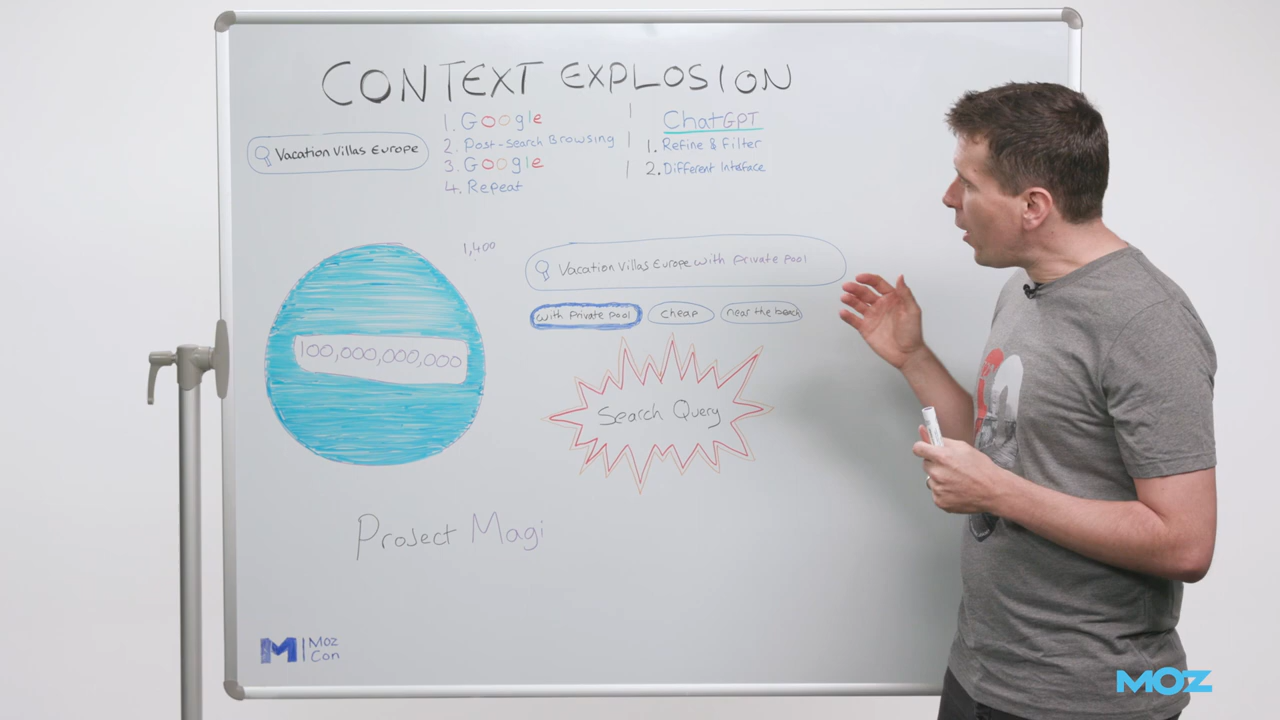 CONTEXT EXPLOSION
Vacation Villas Europe
1. Google
2. Post-search Browsing
3. Google
4. Repeat
ChatGPT
1. Refine & Filter
2. Different Interface
1,400
100,000,000,000
Vacation Villas Europe with Private Pool
with Private Pool
cheap
near the beach
Search Query
Project Magi
M | Moz Con
MOZ